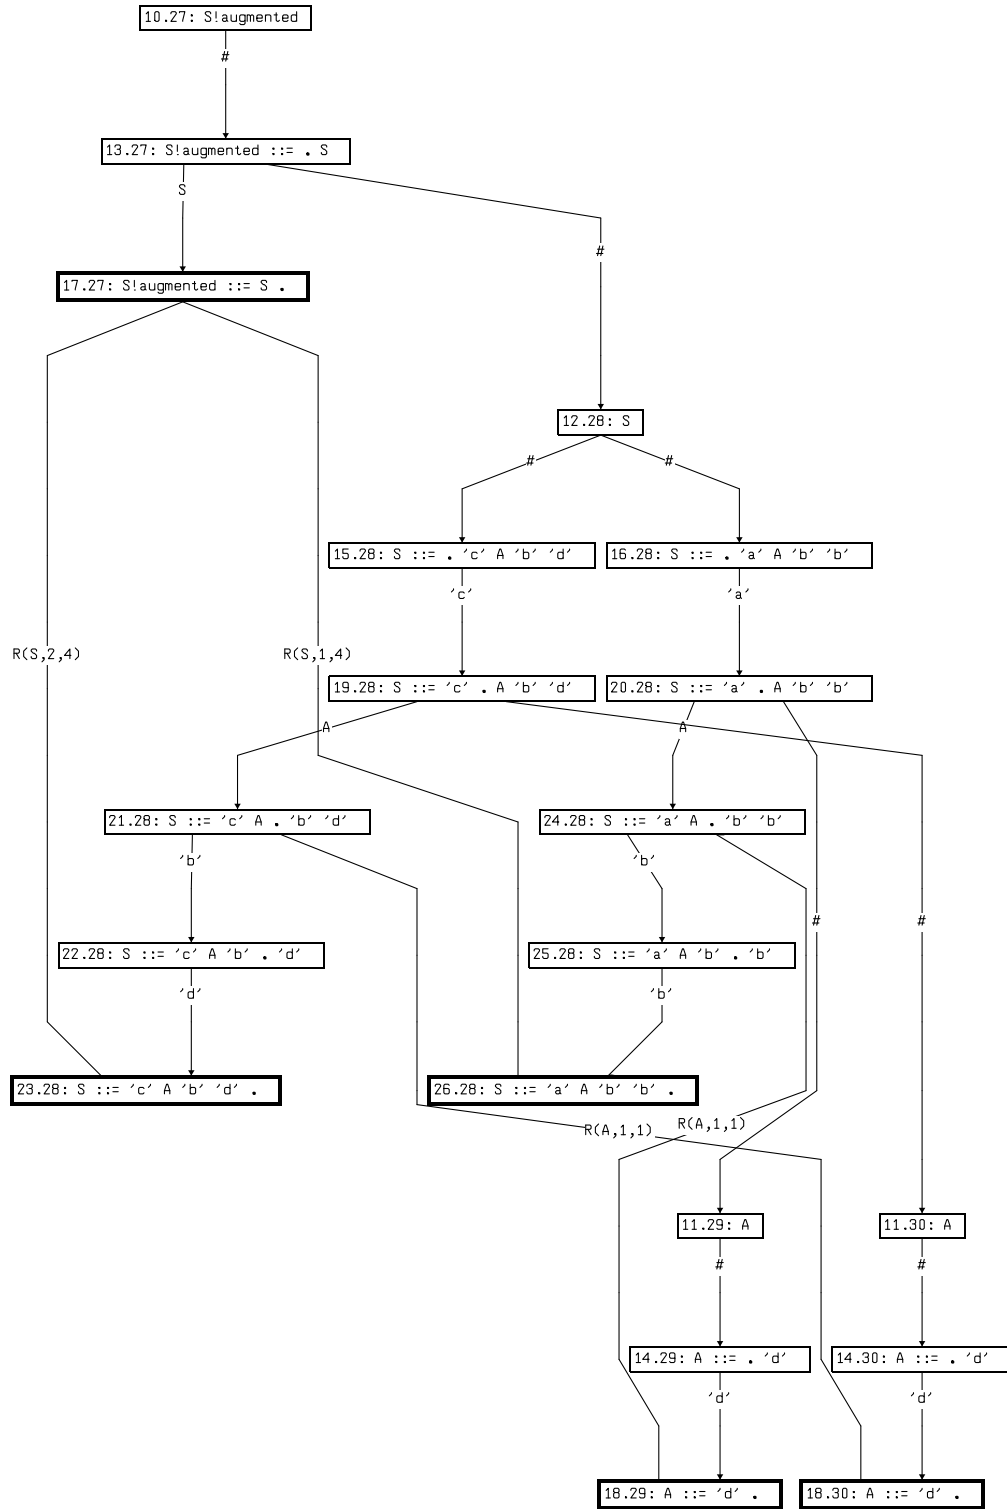 10.27: S!augmented
#
13.27: S!augmented ::= . S
S
#
17.27: S!augmented ::= S .
12.28: S
#
#
15.28: S ::= . 'c' A 'b' 'd'
16.28: S ::= . 'a' A 'b' 'b'
'c'
'a'
R(S,2,4)
R(S,1,4)
19.28: S ::= 'c' . A 'b' 'd'
20.28: S ::= 'a' . A 'b' 'b'
A
A
21.28: S ::= 'c' A . 'b' 'd'
24.28: S ::= 'a' A . 'b' 'b'
'b'
'b'
#
#
22.28: S ::= 'c' A 'b' . 'd'
25.28: S ::= 'a' A 'b' . 'b'
'd'
'b'
23.28: S ::= 'c' A 'b' 'd' .
26.28: S ::= 'a' A 'b' 'b' .
R(A,1,1)
R(A,1,1)
11.29: A
11.30: A
#
#
14.29: A ::= . 'd'
14.30: A ::= . 'd'
'd'
'd'
18.29: A ::= 'd' .
18.30: A ::= 'd' .